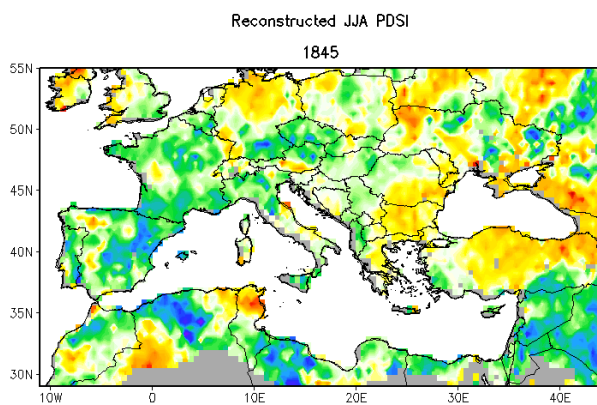 Reconstructed JJA PDSI
1845
55N
50N
45N
40N
35N
30N
10W 0 10E 20E 30E 40E